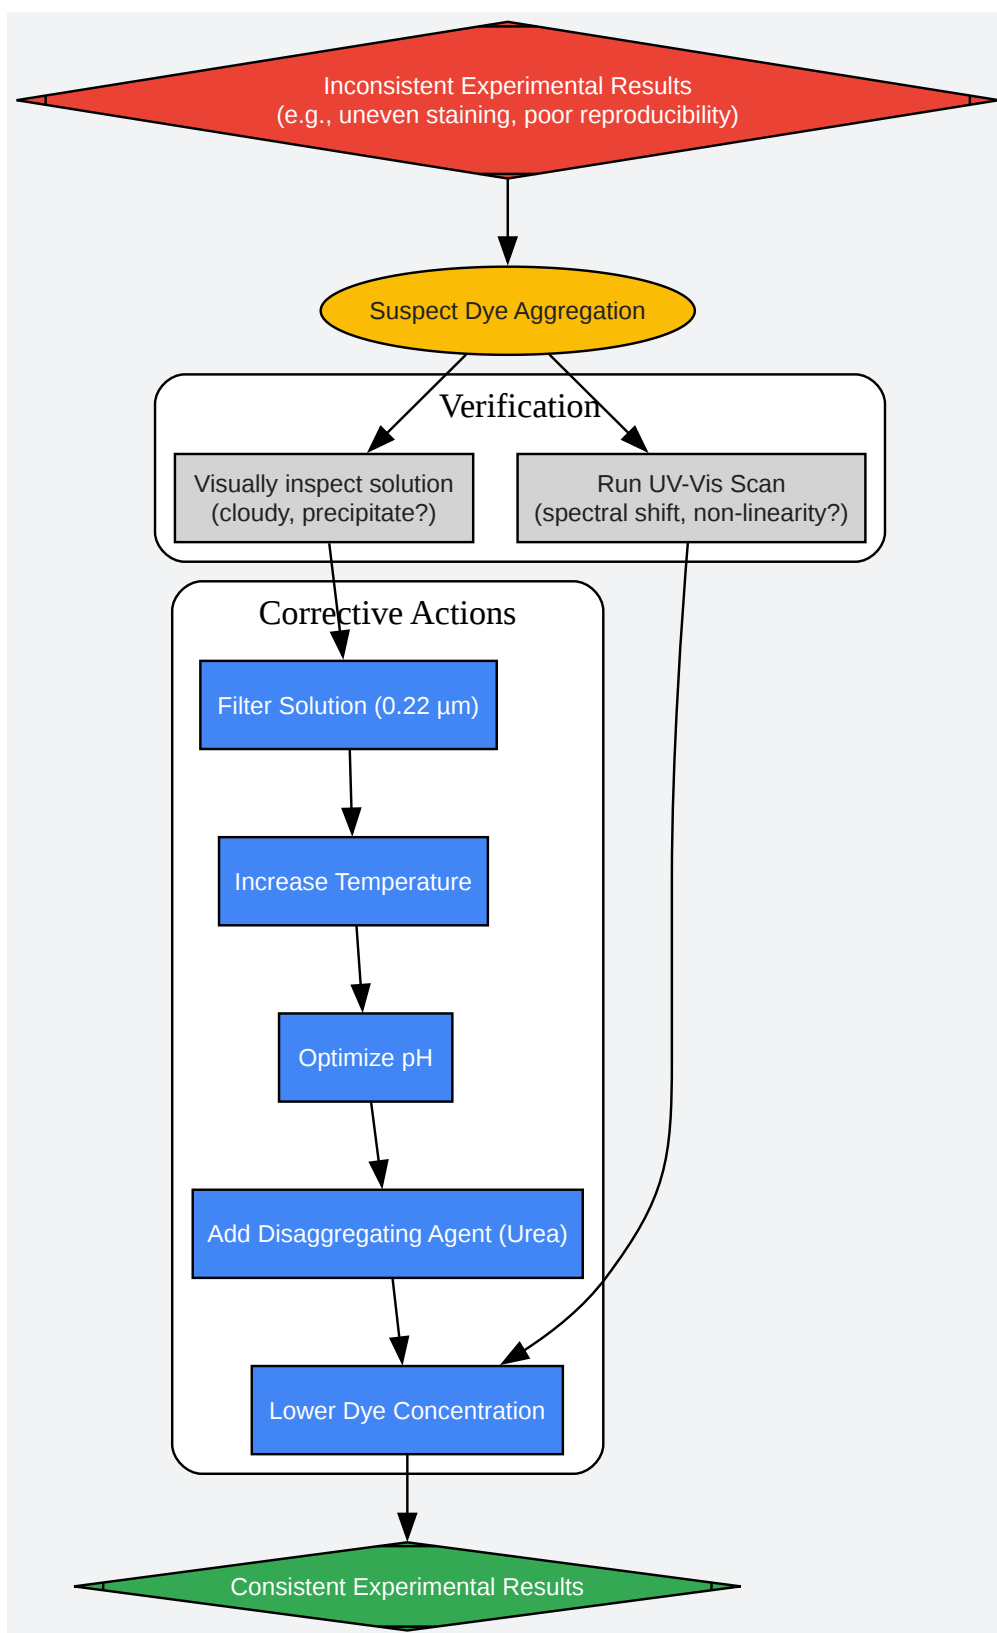 Inconsistent Experimental Results
(e.g., uneven staining, poor reproducibility)
Suspect Dye Aggregation
Verification
Visually inspect solution
(cloudy, precipitate?)
Run UV-Vis Scan
(spectral shift, non-linearity?)
Corrective Actions
Filter Solution (0.22 µm)
Increase Temperature
Optimize pH
Add Disaggregating Agent (Urea)
Lower Dye Concentration
Consistent Experimental Results